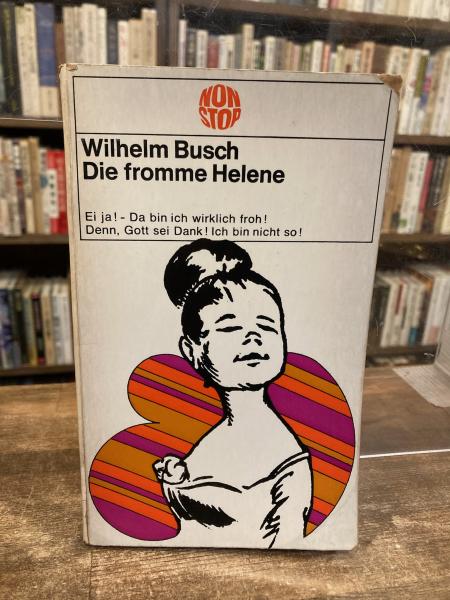 NON
STOP
Wilhelm Busch
Die fromme Helene
Ei ja! - Da bin ich wirklich froh!
Denn, Gott sei Dank! Ich bin nicht so!